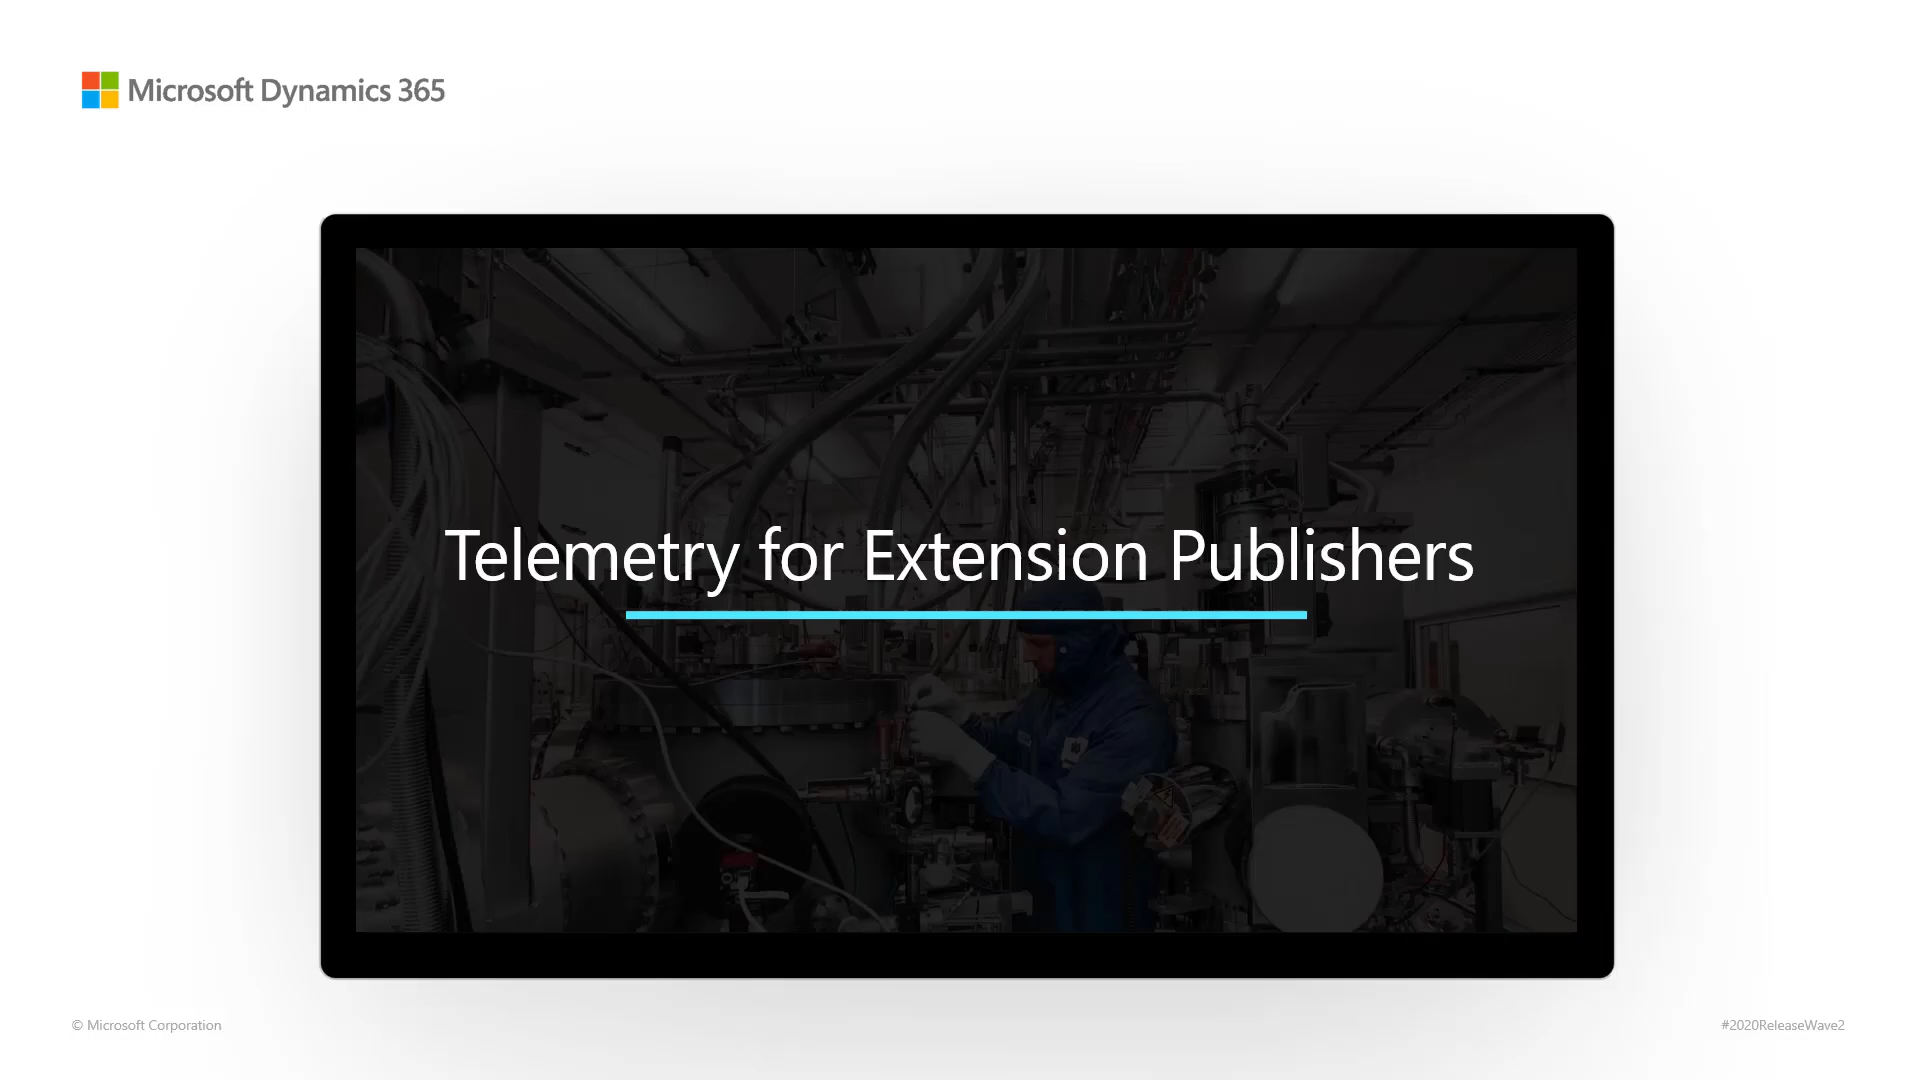 Microsoft Dynamics 365
Telemetry for Extension Publishers
© Microsoft Corporation
#2020ReleaseWave2